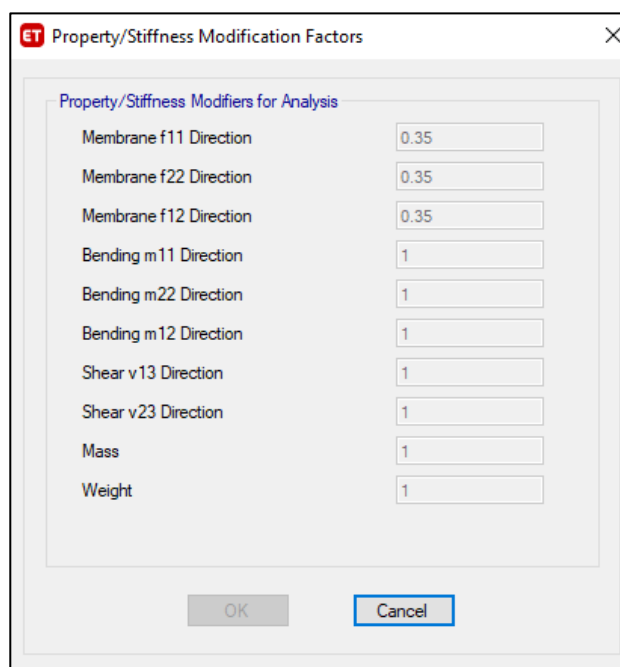 ET Property/Stiffness Modification Factors
Property/Stiffness Modifiers for Analysis
Membrane f11 Direction 0.35
Membrane f22 Direction 0.35
Membrane f12 Direction 0.35
Bending m11 Direction 1
Bending m22 Direction 1
Bending m12 Direction 1
Shear v13 Direction 1
Shear v23 Direction 1
Mass 1
Weight 1
OK Cancel